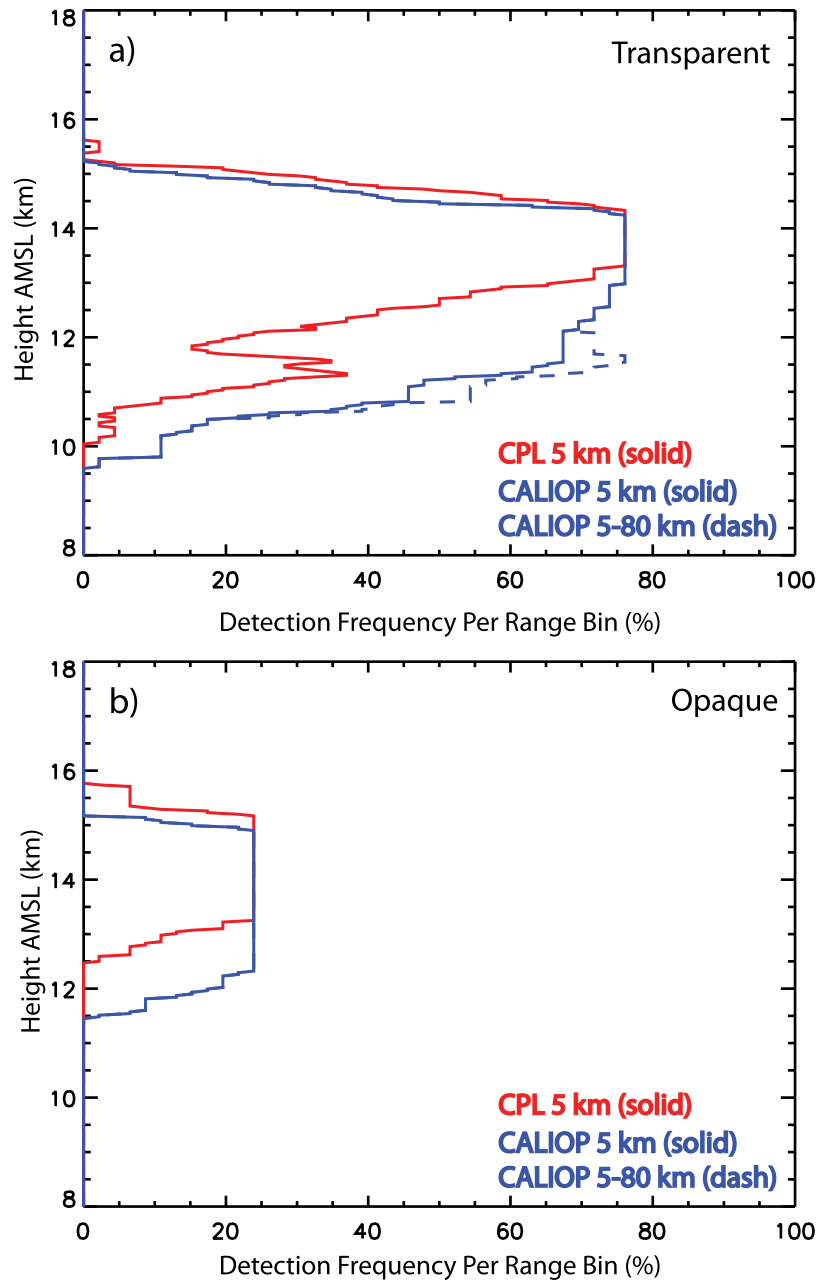 a)
Transparent
18
16
14
12
10
8
Height AMSL (km)
CPL 5 km (solid)
CALIOP 5 km (solid)
CALIOP 5-80 km (dash)
0 20 40 60 80 100
Detection Frequency Per Range Bin (%)
b)
Opaque
18
16
14
12
10
8
Height AMSL (km)
CPL 5 km (solid)
CALIOP 5 km (solid)
CALIOP 5-80 km (dash)
0 20 40 60 80 100
Detection Frequency Per Range Bin (%)